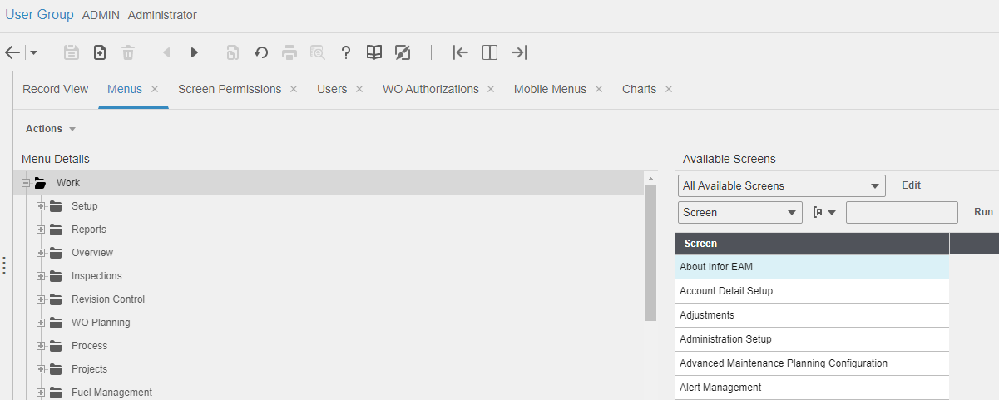 User Group ADMIN Administrator
?
Record View Menus × Screen Permissions × Users × WO Authorizations × Mobile Menus × Charts ×
Actions
Menu Details
Available Screens
Work
All Available Screens Edit
Setup
Screen Run
Reports
Screen
Overview
About Infor EAM
Inspections
Account Detail Setup
Revision Control
Adjustments
WO Planning
Administration Setup
Process
Advanced Maintenance Planning Configuration
Projects
Alert Management
Fuel Management